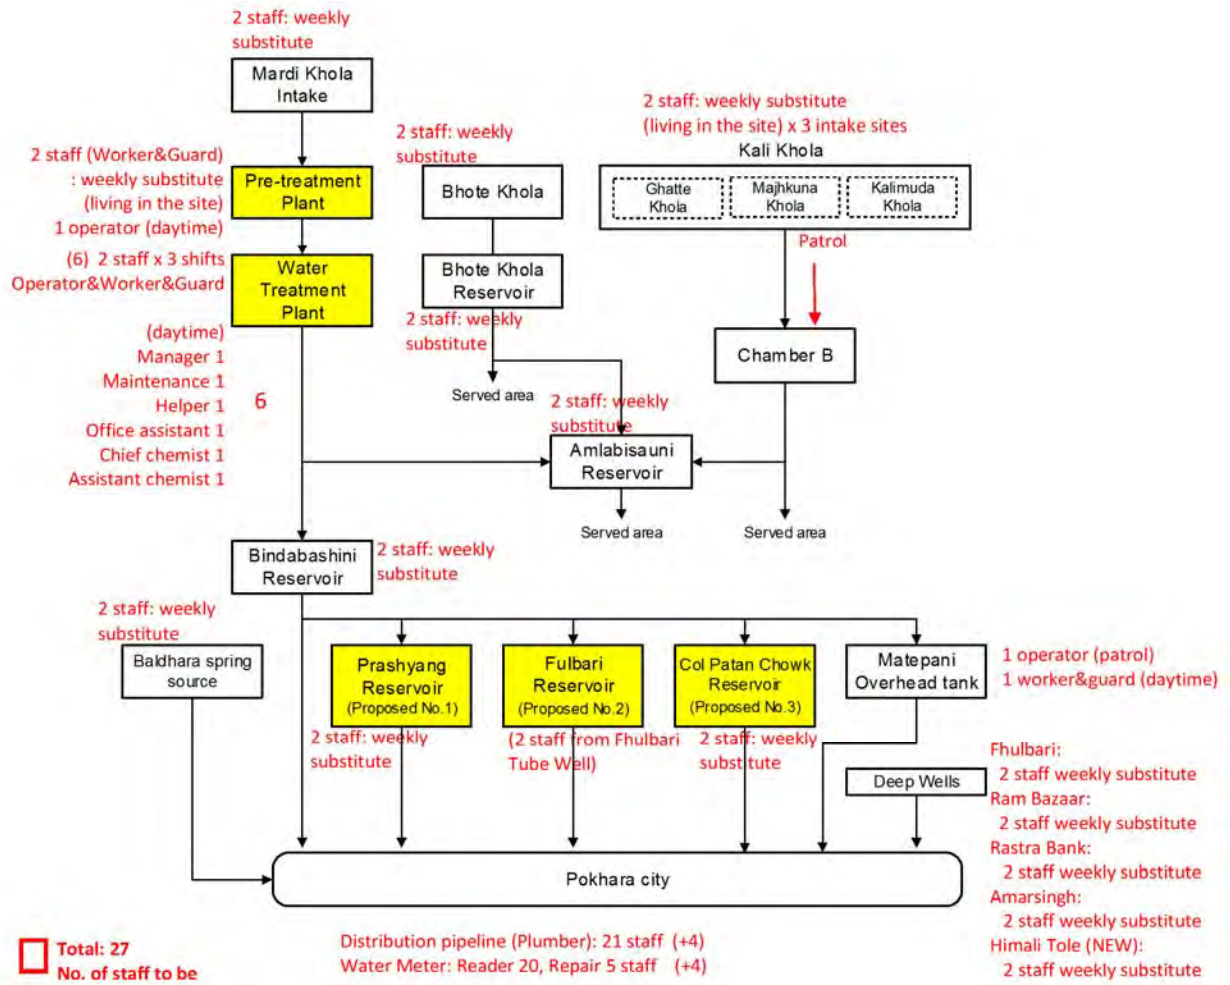 2 staff: weekly
substitute
Mardi Khola
Intake
2 staff: weekly substitute
(living in the site) x 3 intake sites
Kali Khola
Ghatte
Khola
Majhkuna
Khola
Kalimuda
Khola
2 staff: weekly
substitute
Bhote Khola
2 staff (Worker&Guard)
: weekly substitute
(living in the site)
1 operator (daytime)
Pre-treatment
Plant
Patrol
(6) 2 staff x 3 shifts
Operator&Worker&Guard
Water
Treatment
Plant
Bhote Khola
Reservoir
2 staff: weekly
substitute
Chamber B
(daytime)
Manager 1
Maintenance 1
Helper 1
Office assistant 1
Chief chemist 1
Assistant chemist 1
6
Served area
2 staff: weekly
substitute
Amlabisauni
Reservoir
Served area
Served area
Bindabashini
Reservoir
2 staff: weekly
substitute
2 staff: weekly
substitute
Baldhara spring
source
Prashyang
Reservoir
(Proposed No.1)
Fulbari
Reservoir
(Proposed No.2)
Col Patan Chowk
Reservoir
(Proposed No.3)
Matepani
Overhead tank
1 operator (patrol)
1 worker&guard (daytime)
2 staff: weekly
substitute
(2 staff from Fhulbari
Tube Well)
2 staff: weekly
substitute
Deep Wells
Fhulbari:
2 staff weekly substitute
Ram Bazaar:
2 staff weekly substitute
Rastra Bank:
2 staff weekly substitute
Amarsingh:
2 staff weekly substitute
Himali Tole (NEW):
2 staff weekly substitute
Pokhara city
Total: 27
No. of staff to be
Distribution pipeline (Plumber): 21 staff (+4)
Water Meter: Reader 20, Repair 5 staff (+4)